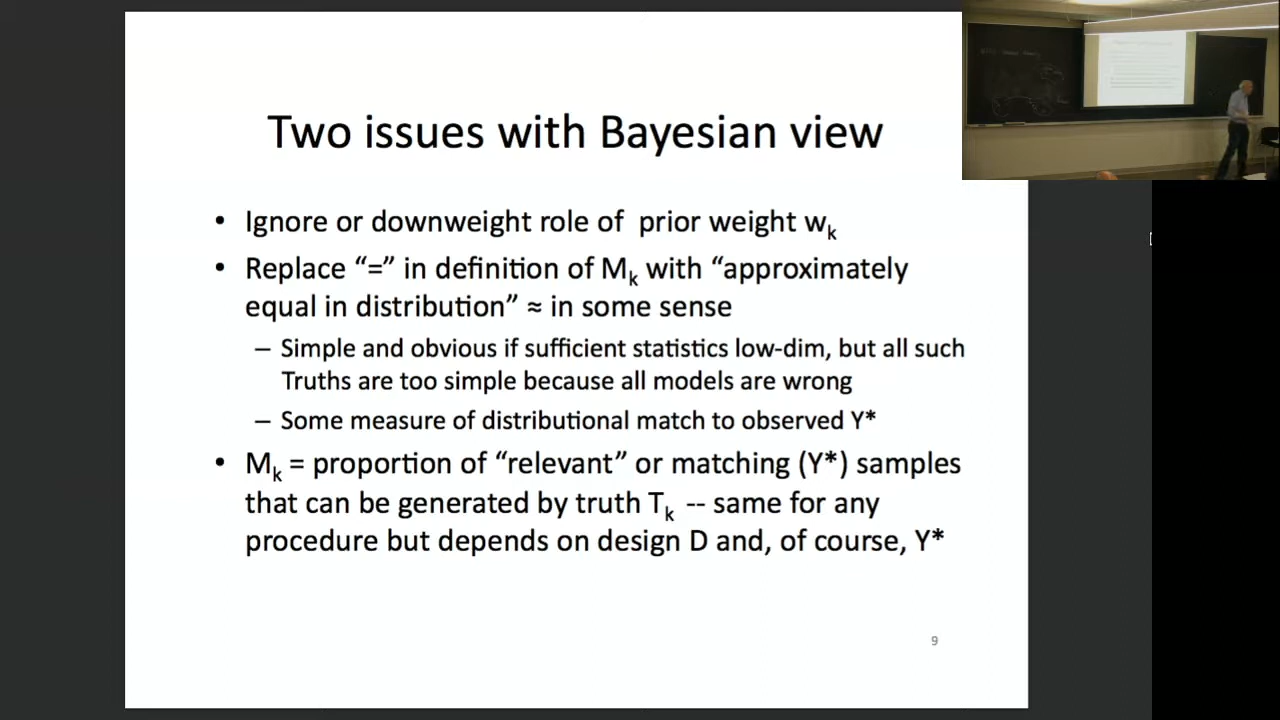 Two issues with Bayesian view
• Ignore or downweight role of prior weight wk
• Replace “=” in definition of Mk with “approximately
equal in distribution” ≈ in some sense
– Simple and obvious if sufficient statistics low-dim, but all such
Truths are too simple because all models are wrong
– Some measure of distributional match to observed Y*
• Mk = proportion of “relevant” or matching (Y*) samples
that can be generated by truth Tk -- same for any
procedure but depends on design D and, of course, Y*
9